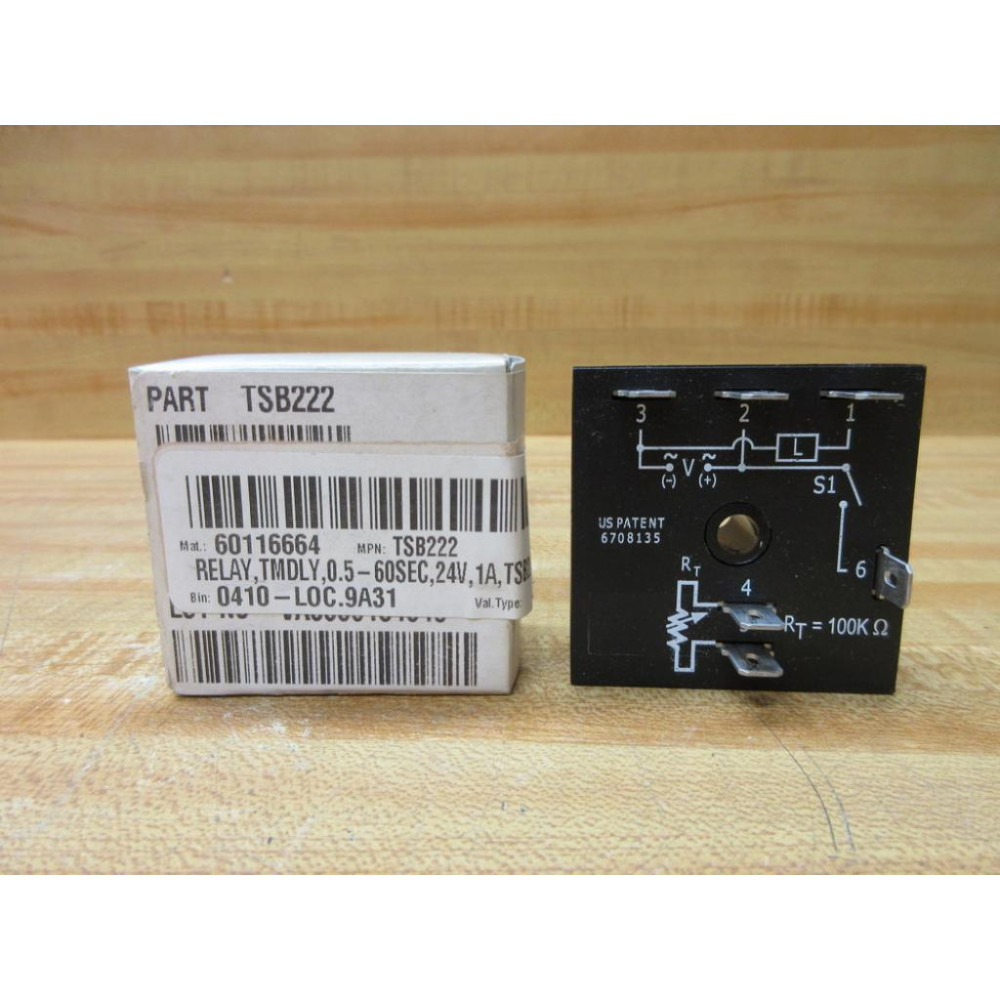 PART TSB222
Mat.: 60116664 MPN: TSB222
RELAY,TMDLY,0.5-60SEC,24V,1A,TSB
Bin: 0410-LOC.9A31 Val.Type:
3 2 1
L
~ V ~
(-) (+)
S1
US PATENT
6708135
6
RT 4
5 RT = 100K Ω